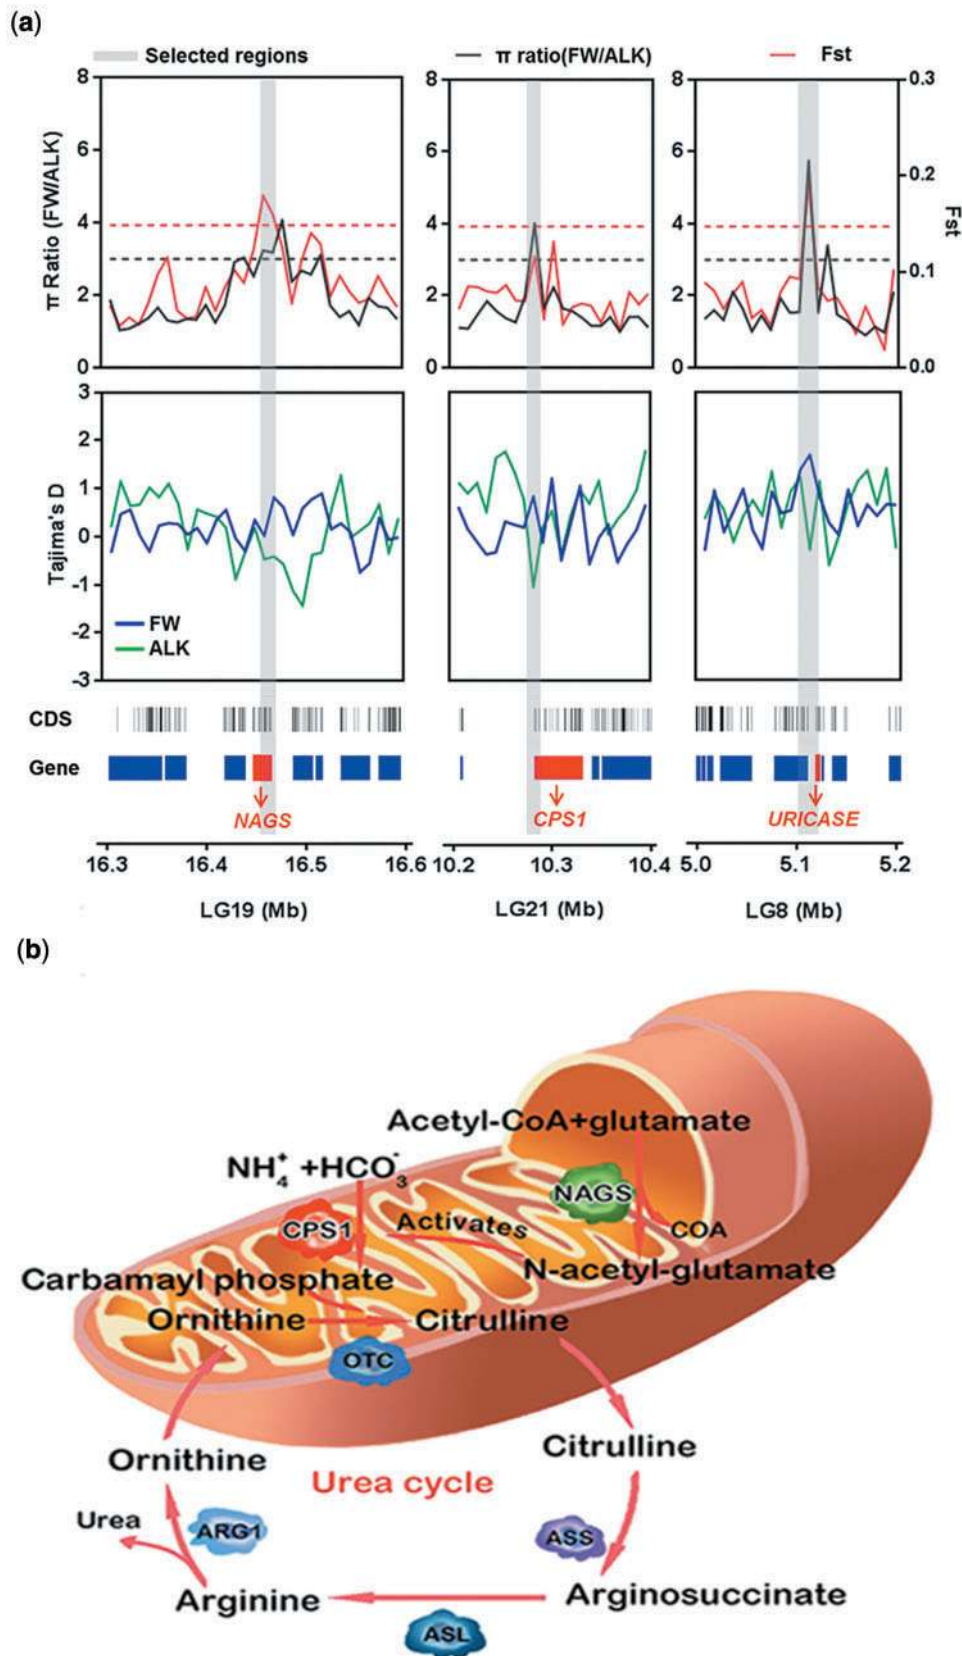 (a)
Selected regions
π ratio(FW/ALK)
Fst
8
6
4
2
0
π Ratio (FW/ALK)
8
6
4
2
0
8
6
4
2
0
0.3
0.2
0.1
0.0
Fst
3
2
1
0
-1
-2
-3
Tajima's D
FW
ALK
CDS
Gene
NAGS
CPS1
URICASE
16.3 16.4 16.5 16.6
10.2 10.3 10.4
5.0 5.1 5.2
LG19 (Mb)
LG21 (Mb)
LG8 (Mb)
(b)
Acetyl-CoA+glutamate
NH₄⁺ +HCO₃⁻
NAGS
CPS1
Activates
COA
N-acetyl-glutamate
Carbamayl phosphate
Ornithine
Citrulline
OTC
Ornithine
Citrulline
Urea cycle
Urea
ARG1
ASS
Arginine
Arginosuccinate
ASL